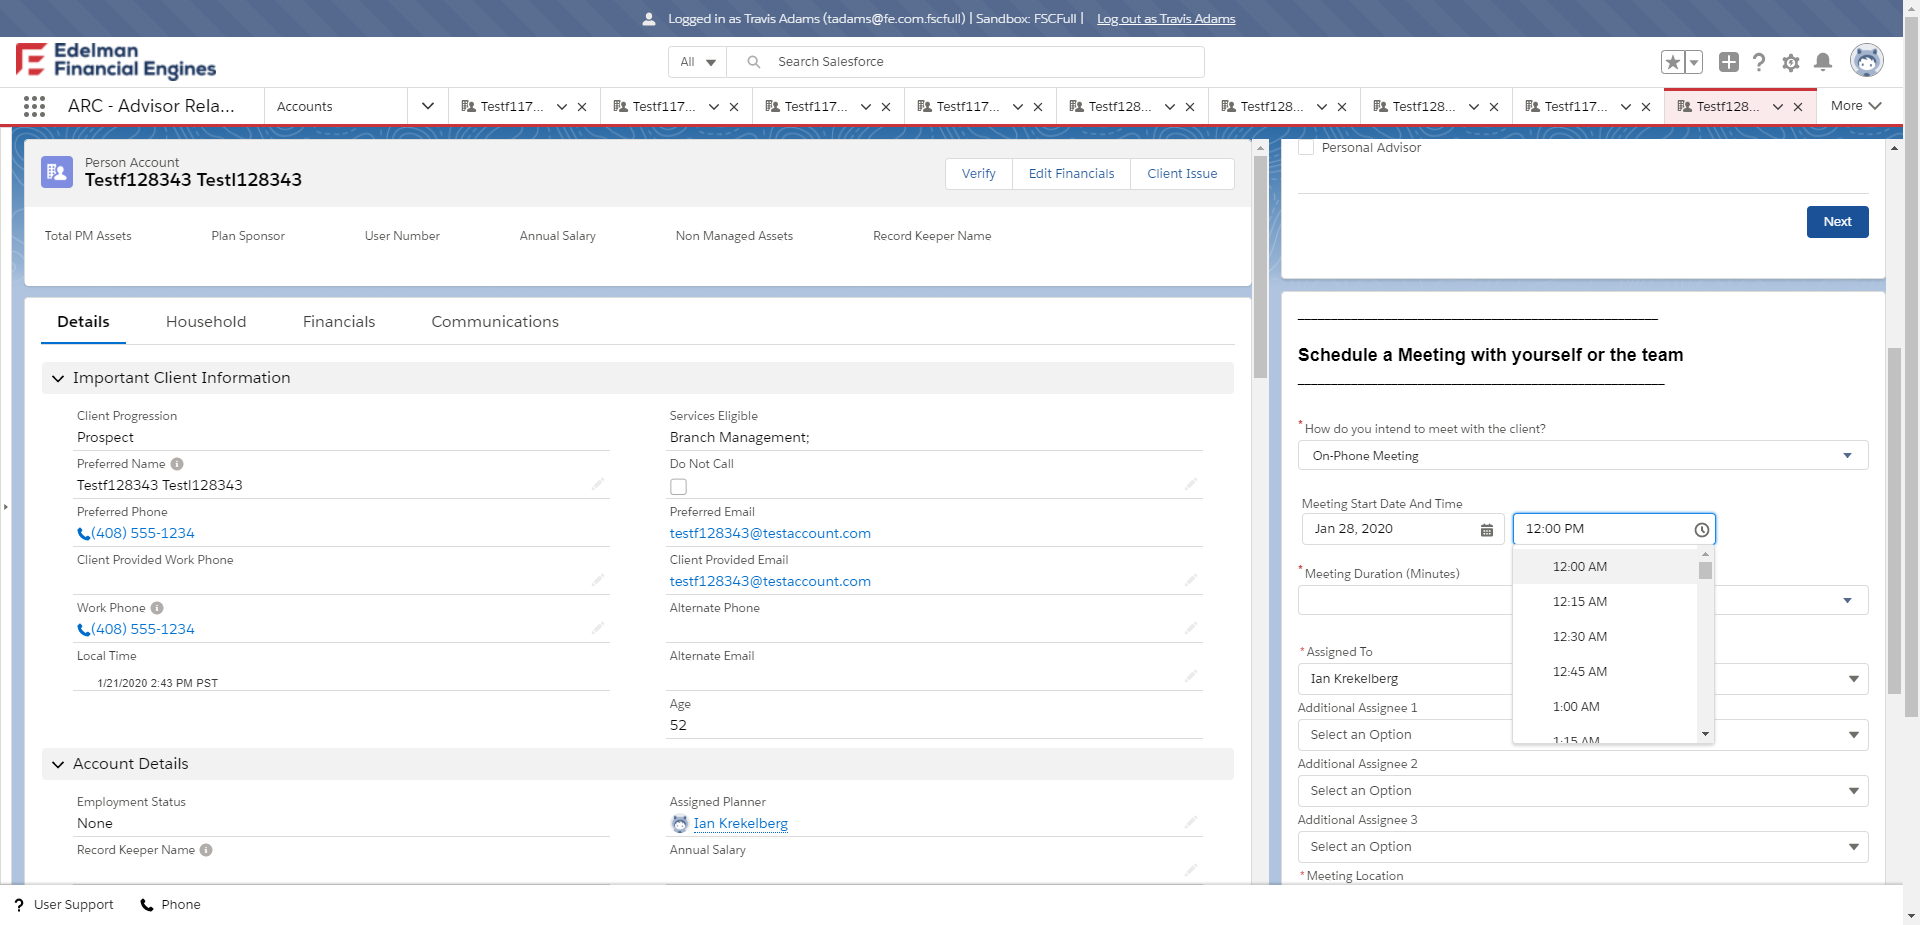 Logged in as Travis Adams (tadams@fe.com.fscfull) | Sandbox: FSCFull | Log out as Travis Adams
Edelman
Financial Engines
All
Search Salesforce
ARC - Advisor Rela...
Accounts
Testf117...
Testf117...
Testf117...
Testf117...
Testf128...
Testf128...
Testf128...
Testf117...
Testf128...
More
Person Account
Testf128343 Testl128343
Verify
Edit Financials
Client Issue
Total PM Assets
Plan Sponsor
User Number
Annual Salary
Non Managed Assets
Record Keeper Name
Details
Household
Financials
Communications
Important Client Information
Client Progression
Prospect
Services Eligible
Branch Management;
Preferred Name
Testf128343 Testl128343
Do Not Call
Preferred Phone
(408) 555-1234
Preferred Email
testf128343@testaccount.com
Client Provided Work Phone
Client Provided Email
testf128343@testaccount.com
Work Phone
(408) 555-1234
Alternate Phone
Local Time
1/21/2020 2:43 PM PST
Alternate Email
Age
52
Account Details
Employment Status
None
Assigned Planner
Ian Krekelberg
Record Keeper Name
Annual Salary
Personal Advisor
Next
Schedule a Meeting with yourself or the team
*How do you intend to meet with the client?
On-Phone Meeting
Meeting Start Date And Time
Jan 28, 2020
12:00 PM
12:00 AM
12:15 AM
12:30 AM
12:45 AM
1:00 AM
1:15 AM
*Meeting Duration (Minutes)
*Assigned To
Ian Krekelberg
Additional Assignee 1
Select an Option
Additional Assignee 2
Select an Option
Additional Assignee 3
Select an Option
*Meeting Location
? User Support
Phone